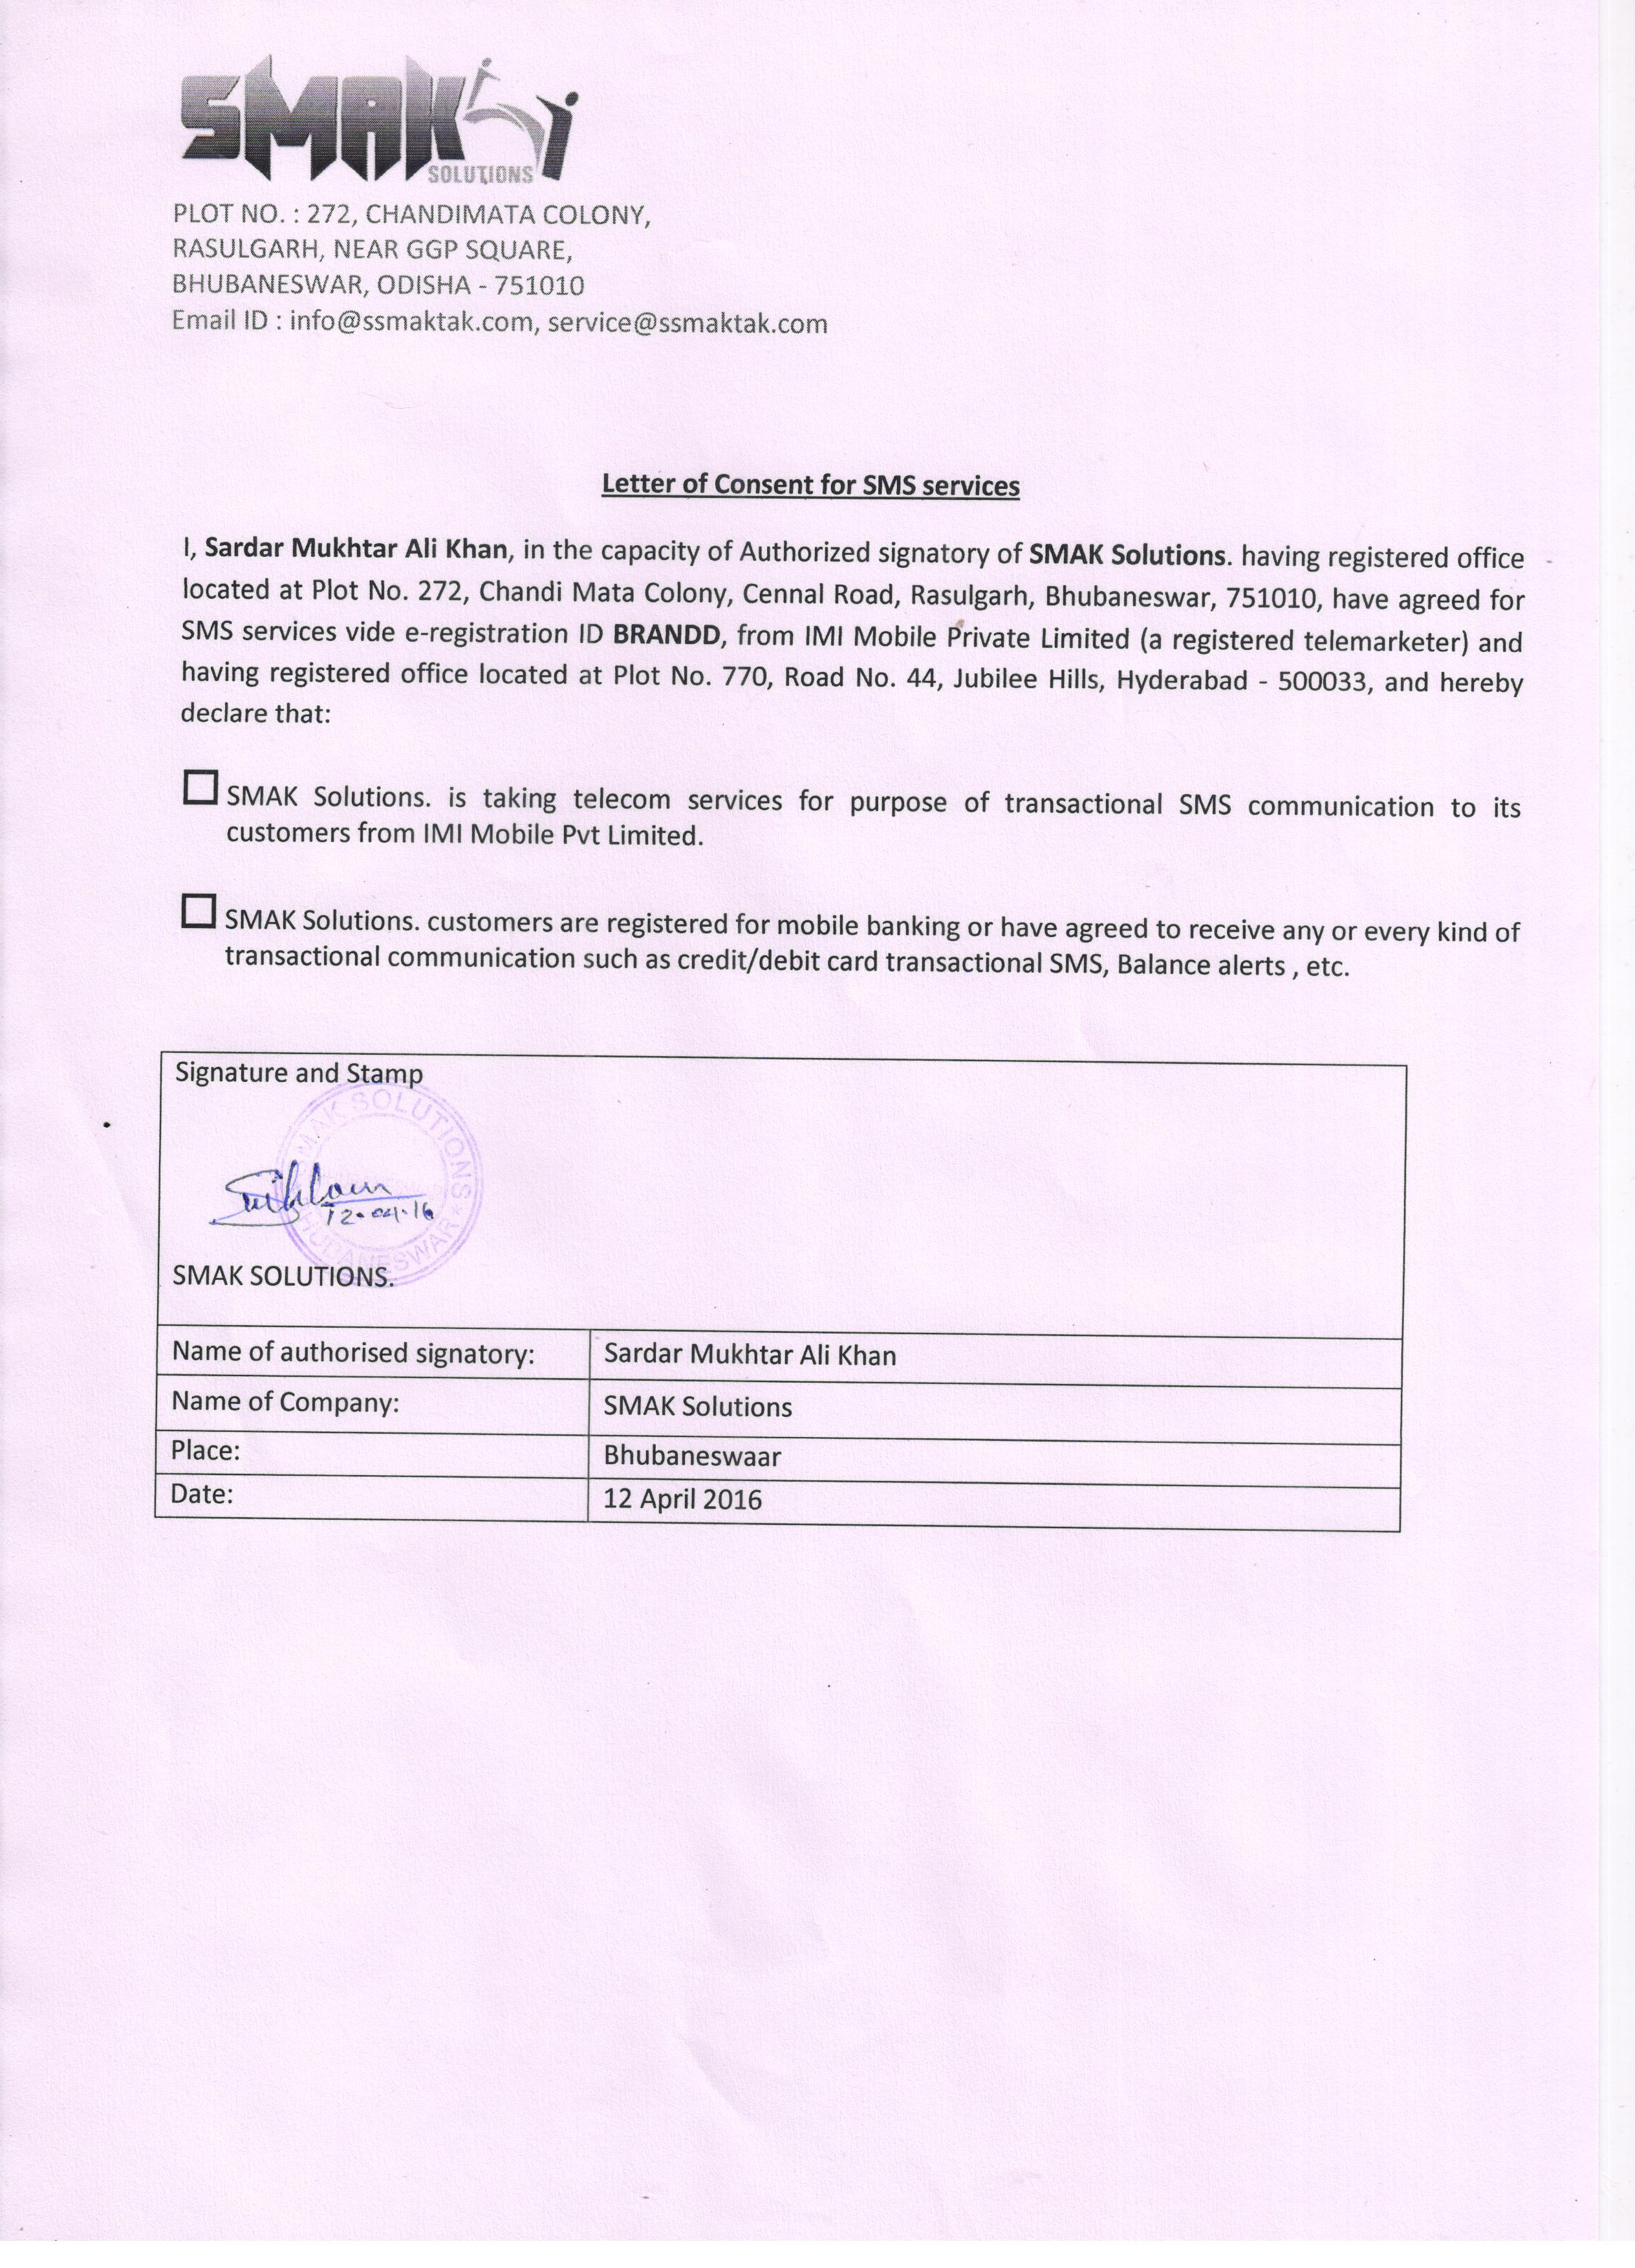 SMAK
SOLUTIONS
PLOT NO. : 272, CHANDIMATA COLONY,
RASULGARH, NEAR GGP SQUARE,
BHUBANESWAR, ODISHA - 751010
Email ID : info@ssmaktak.com, service@ssmaktak.com
Letter of Consent for SMS services
I, Sardar Mukhtar Ali Khan, in the capacity of Authorized signatory of SMAK Solutions. having registered office
located at Plot No. 272, Chandi Mata Colony, Cennal Road, Rasulgarh, Bhubaneswar, 751010, have agreed for
SMS services vide e-registration ID BRANDD, from IMI Mobile Private Limited (a registered telemarketer) and
having registered office located at Plot No. 770, Road No. 44, Jubilee Hills, Hyderabad - 500033, and hereby
declare that:
SMAK Solutions. is taking telecom services for purpose of transactional SMS communication to its
customers from IMI Mobile Pvt Limited.
SMAK Solutions. customers are registered for mobile banking or have agreed to receive any or every kind of
transactional communication such as credit/debit card transactional SMS, Balance alerts , etc.
Signature and Stamp
SMAK SOLUTIONS
12-04-16
SMAK SOLUTIONS.
Name of authorised signatory: Sardar Mukhtar Ali Khan
Name of Company: SMAK Solutions
Place: Bhubaneswaar
Date: 12 April 2016